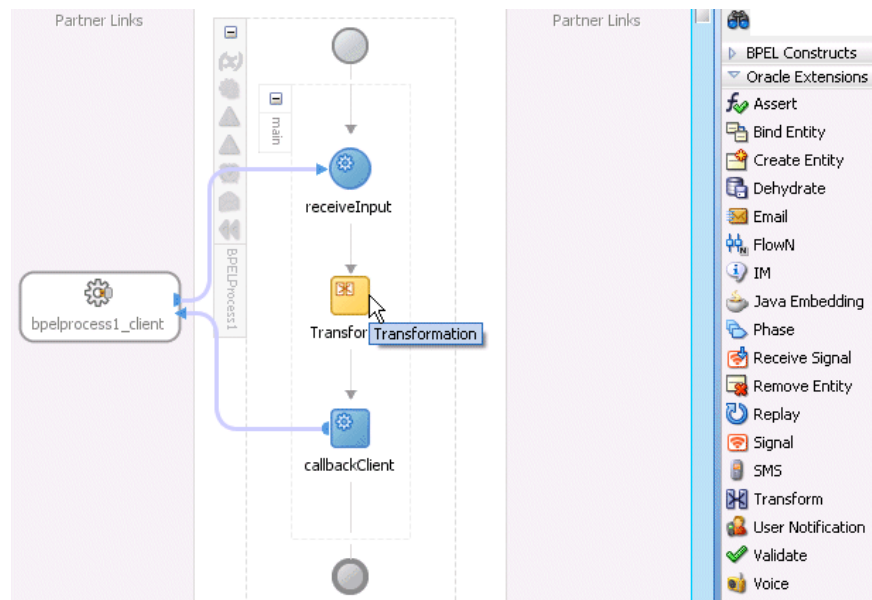 Partner Links
Partner Links
BPEL Constructs
Oracle Extensions
Assert
Bind Entity
Create Entity
Dehydrate
Email
FlowN
IM
Java Embedding
Phase
Receive Signal
Remove Entity
Replay
Signal
SMS
Transform
User Notification
Validate
Voice
main
receiveInput
BPELProcess1
bpelprocess1_client
Transfor
Transformation
callbackClient